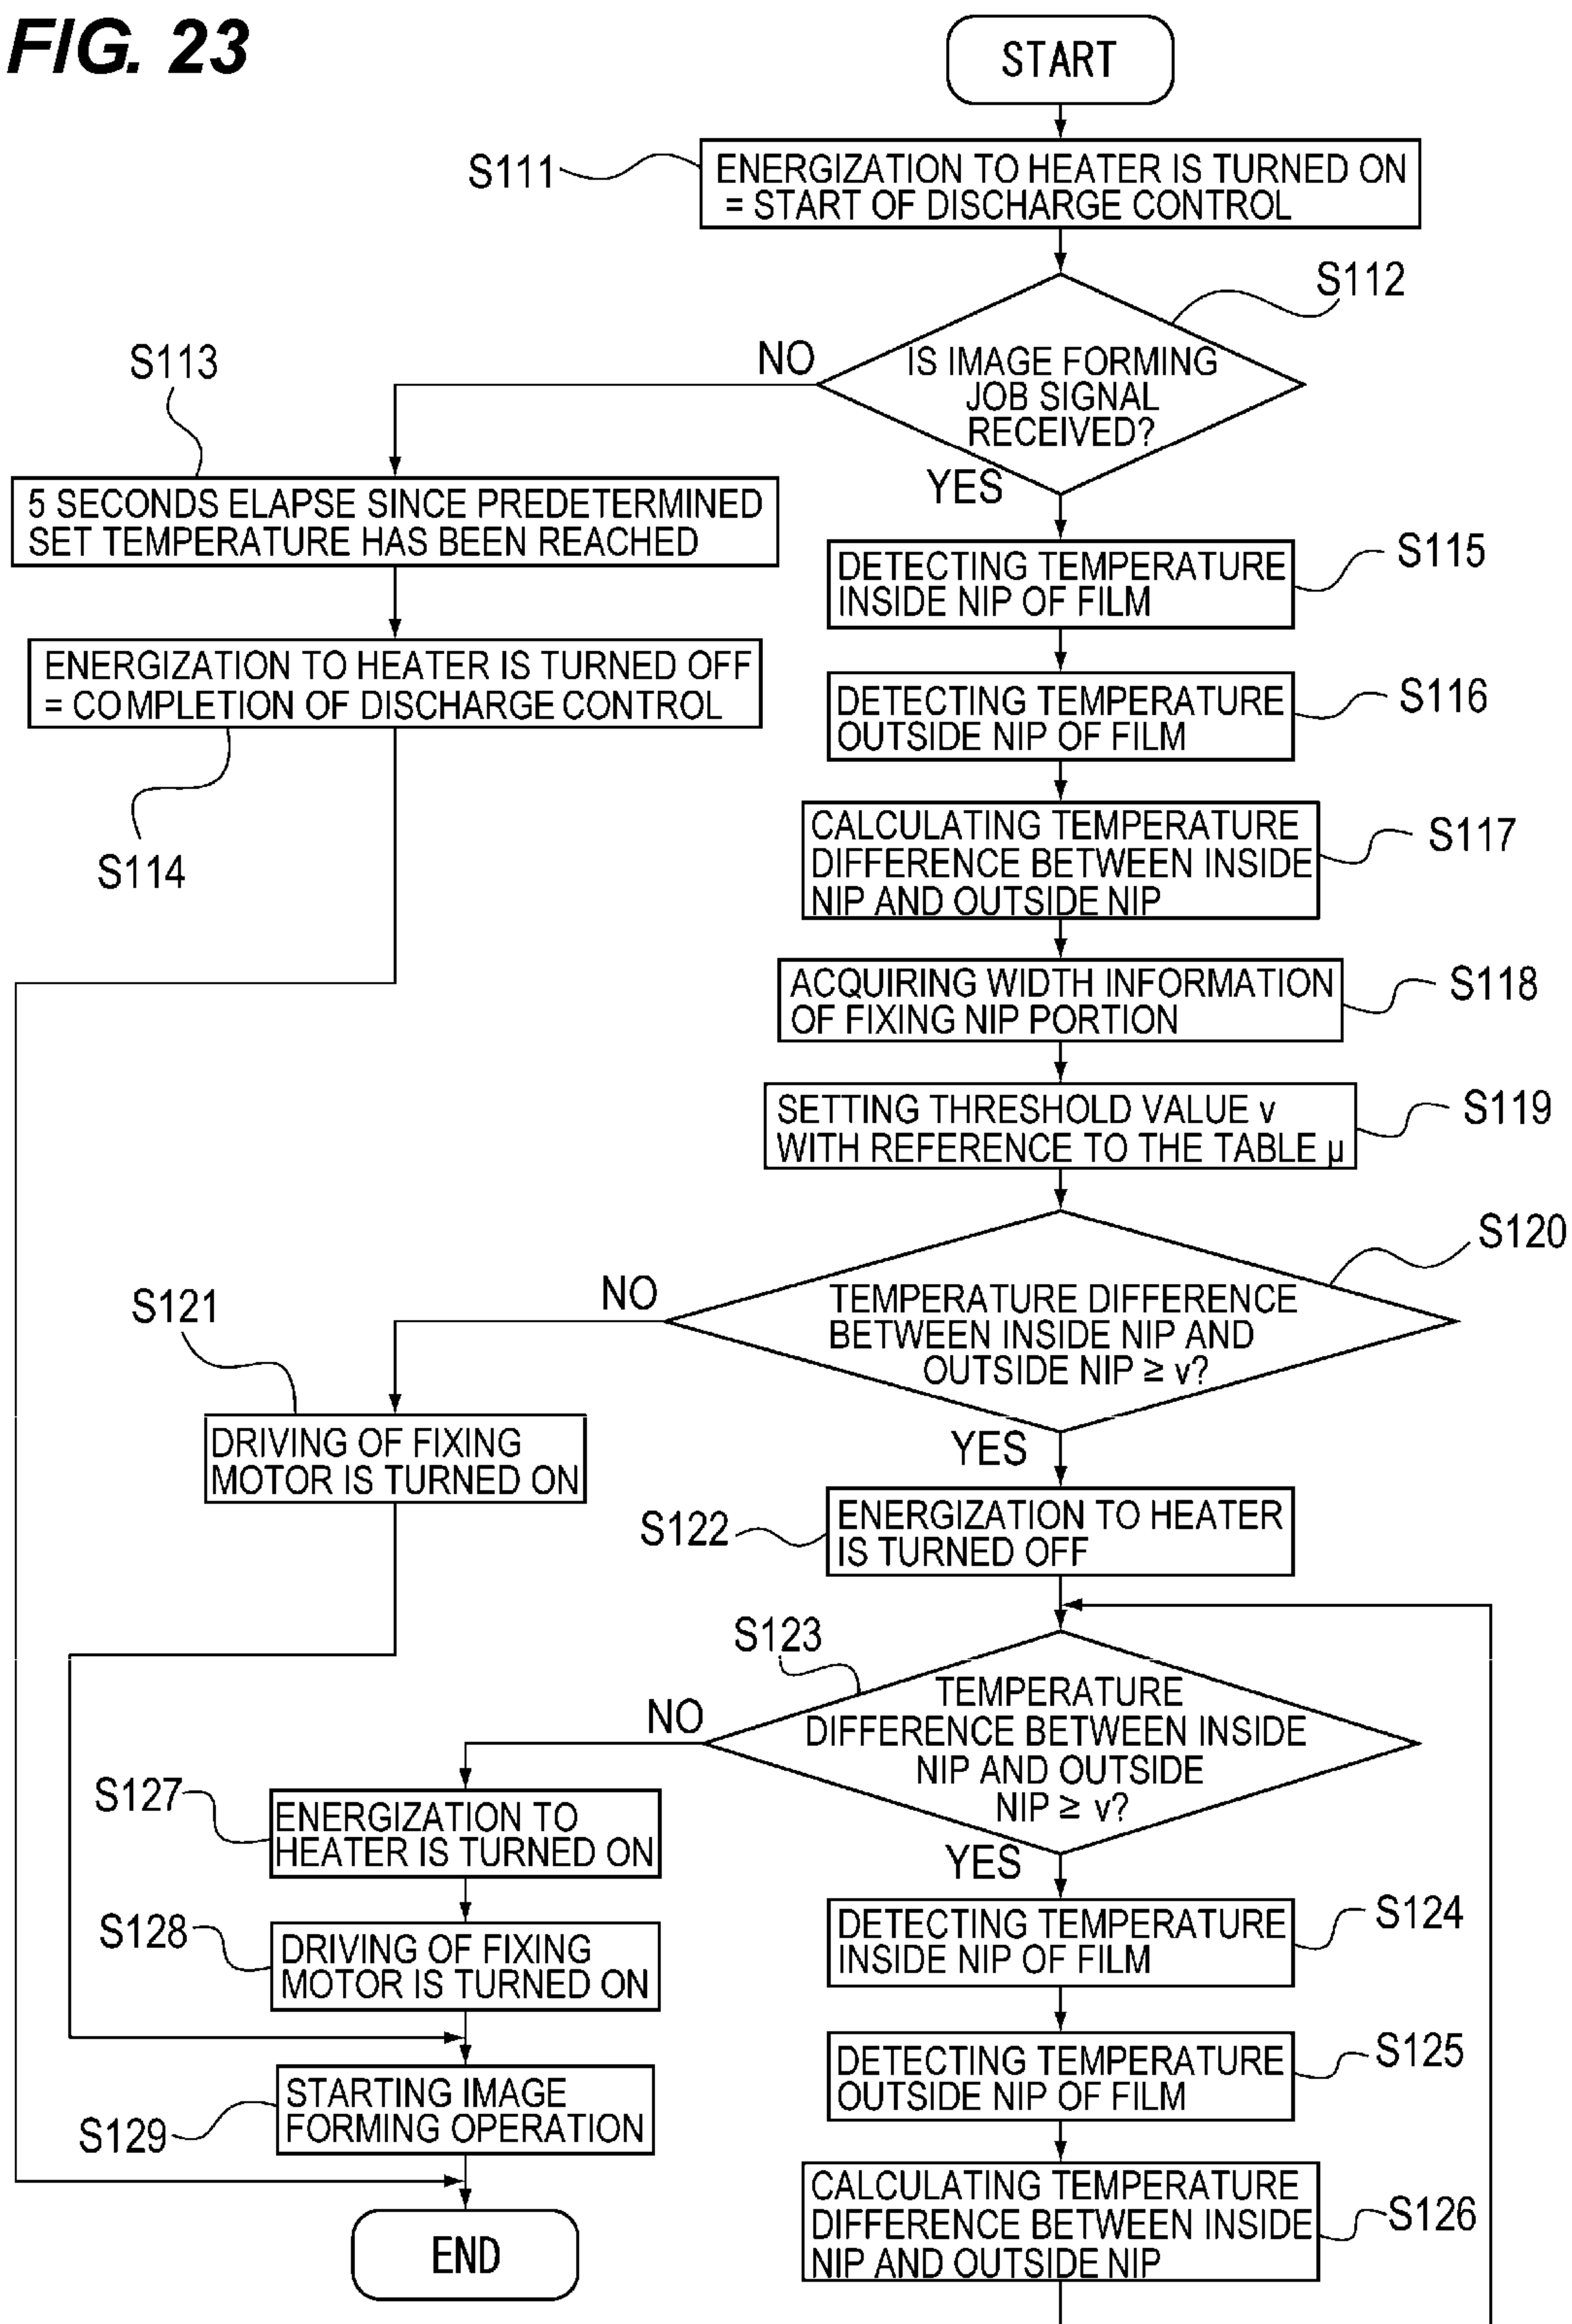 FIG. 23
START
S111
ENERGIZATION TO HEATER IS TURNED ON
= START OF DISCHARGE CONTROL
S112
IS IMAGE FORMING
JOB SIGNAL
RECEIVED?
NO
YES
S113
5 SECONDS ELAPSE SINCE PREDETERMINED
SET TEMPERATURE HAS BEEN REACHED
ENERGIZATION TO HEATER IS TURNED OFF
= COMPLETION OF DISCHARGE CONTROL
S114
DETECTING TEMPERATURE
INSIDE NIP OF FILM
S115
DETECTING TEMPERATURE
OUTSIDE NIP OF FILM
S116
CALCULATING TEMPERATURE
DIFFERENCE BETWEEN INSIDE
NIP AND OUTSIDE NIP
S117
ACQUIRING WIDTH INFORMATION
OF FIXING NIP PORTION
S118
SETTING THRESHOLD VALUE ν
WITH REFERENCE TO THE TABLE μ
S119
S120
TEMPERATURE DIFFERENCE
BETWEEN INSIDE NIP AND
OUTSIDE NIP ≥ ν?
NO
YES
S121
DRIVING OF FIXING
MOTOR IS TURNED ON
S122
ENERGIZATION TO HEATER
IS TURNED OFF
S123
TEMPERATURE
DIFFERENCE BETWEEN INSIDE
NIP AND OUTSIDE
NIP ≥ ν?
NO
YES
S127
ENERGIZATION TO
HEATER IS TURNED ON
S128
DRIVING OF FIXING
MOTOR IS TURNED ON
S129
STARTING IMAGE
FORMING OPERATION
END
DETECTING TEMPERATURE
INSIDE NIP OF FILM
S124
DETECTING TEMPERATURE
OUTSIDE NIP OF FILM
S125
CALCULATING TEMPERATURE
DIFFERENCE BETWEEN INSIDE
NIP AND OUTSIDE NIP
S126